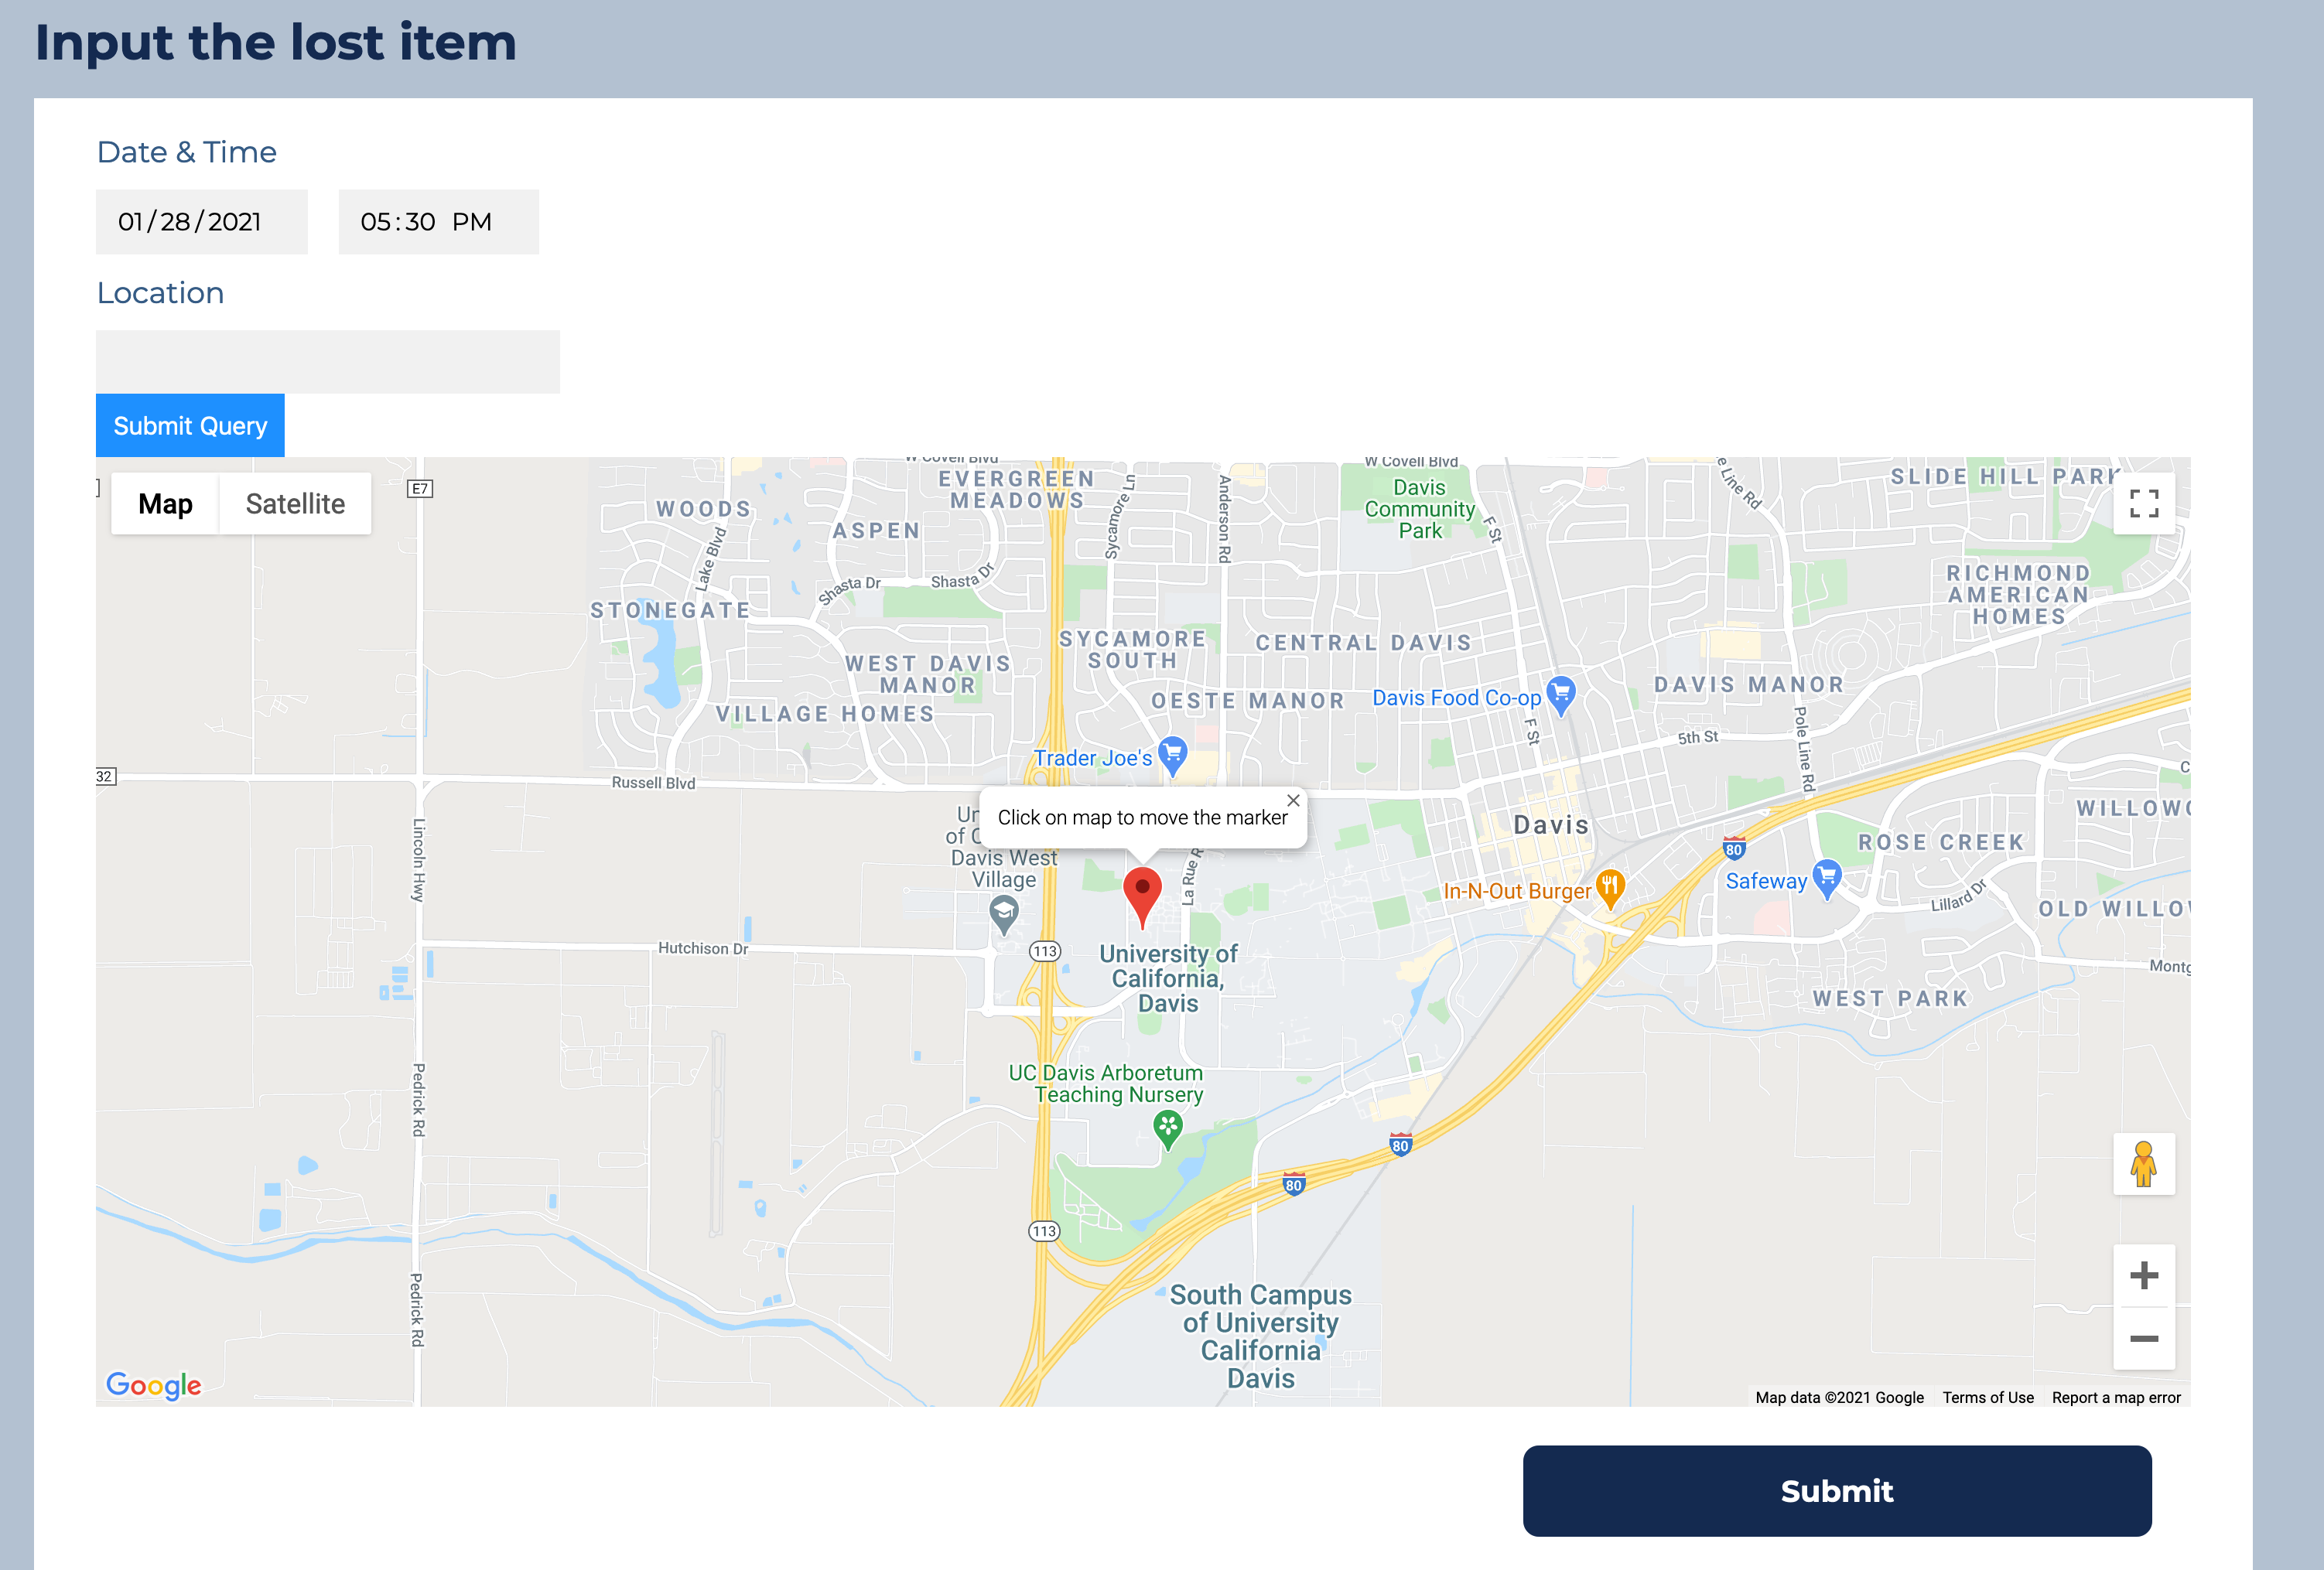 Input the lost item
Date & Time
01/28/2021
05:30 PM
Location
Submit Query
Map
Satellite
E7
W Covell Blvd
W Covell Blvd
EVERGREEN
MEADOWS
WOODS
ASPEN
Sycamore Ln
Anderson Rd
Davis
Community
Park
F St
Line Rd
SLIDE HILL PARK
Lake Blvd
Shasta Dr
Shasta Dr
RICHMOND
AMERICAN
HOMES
STONEGATE
SYCAMORE
SOUTH
CENTRAL DAVIS
WEST DAVIS
MANOR
OESTE MANOR
Davis Food Co-op
DAVIS MANOR
VILLAGE HOMES
F St
5th St
Pole Line Rd
Trader Joe's
32
Russell Blvd
Click on map to move the marker
of
Davis West
Village
Davis
80
ROSE CREEK
Lincoln Hwy
La Rue
In-N-Out Burger
Safeway
Lillard Dr
OLD
Hutchison Dr
113
University of
California,
Davis
WEST PARK
UC Davis Arboretum
Teaching Nursery
Pedrick Rd
80
80
113
Pedrick Rd
South Campus
of University
California
Davis
Google
Map data ©2021 Google
Terms of Use
Report a map error
Submit